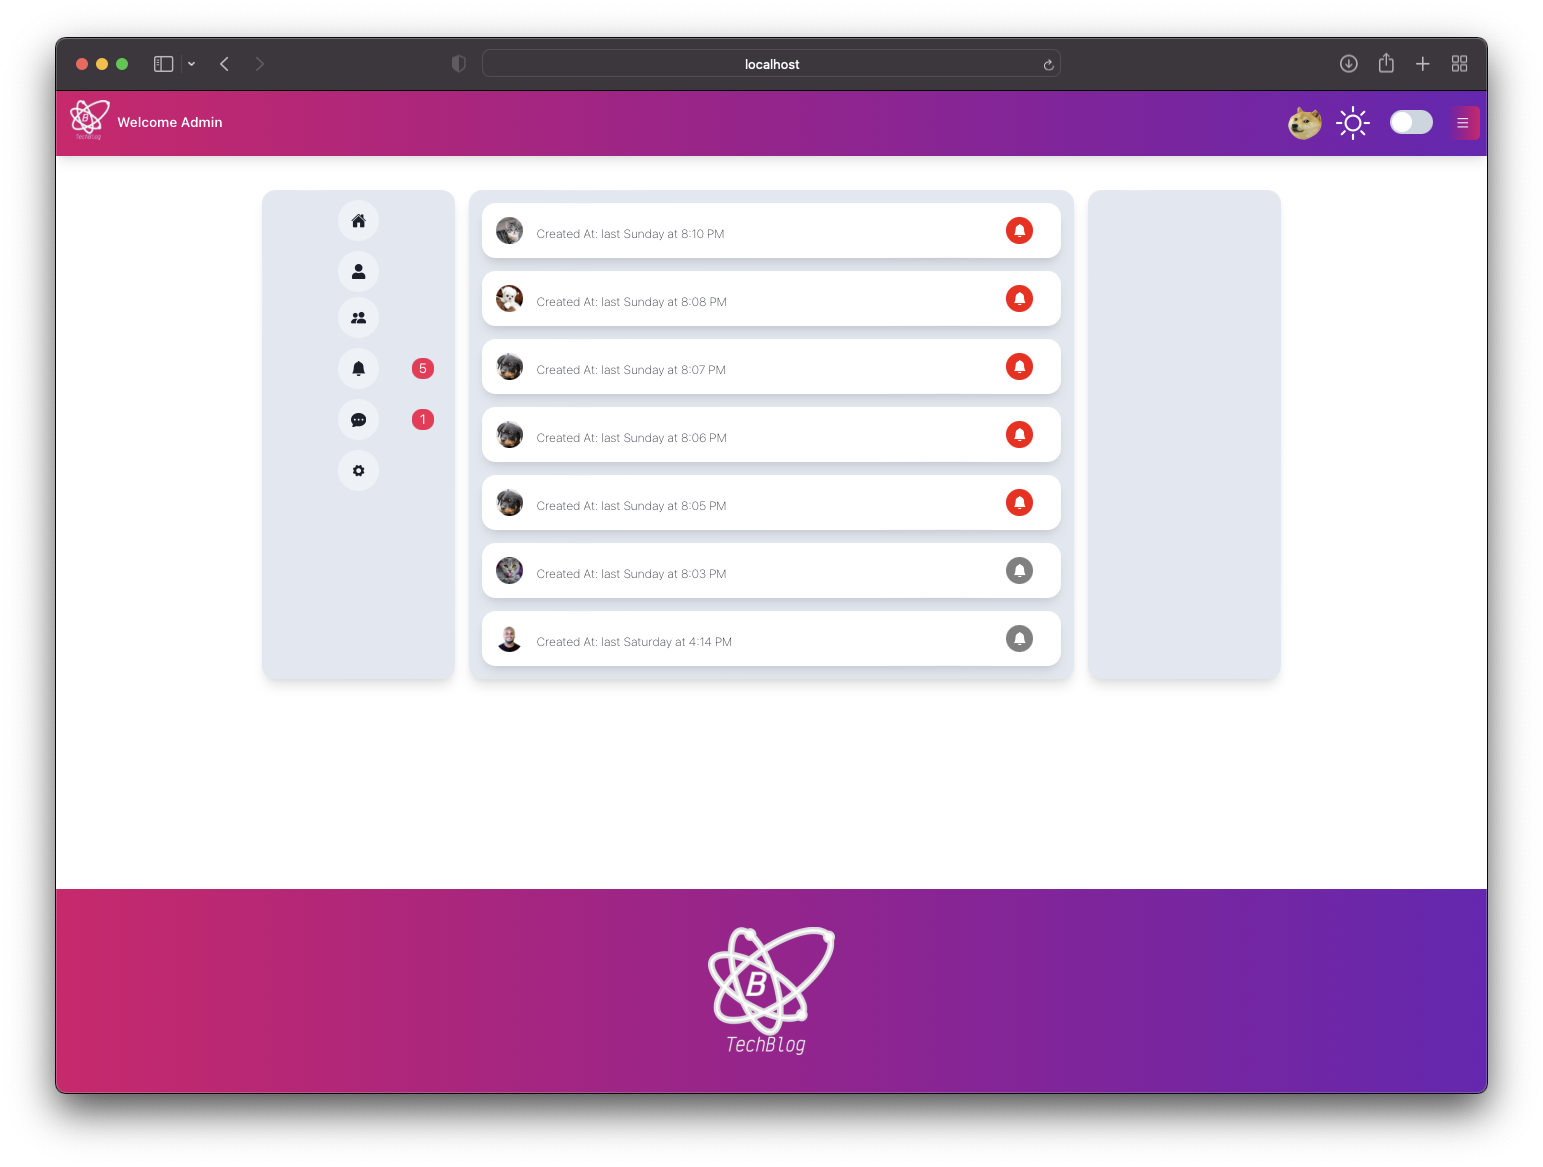 localhost
B
TechBlog
Welcome Admin
Created At: last Sunday at 8:10 PM
Created At: last Sunday at 8:08 PM
Created At: last Sunday at 8:07 PM
5
Created At: last Sunday at 8:06 PM
1
Created At: last Sunday at 8:05 PM
Created At: last Sunday at 8:03 PM
Created At: last Saturday at 4:14 PM
B
TechBlog